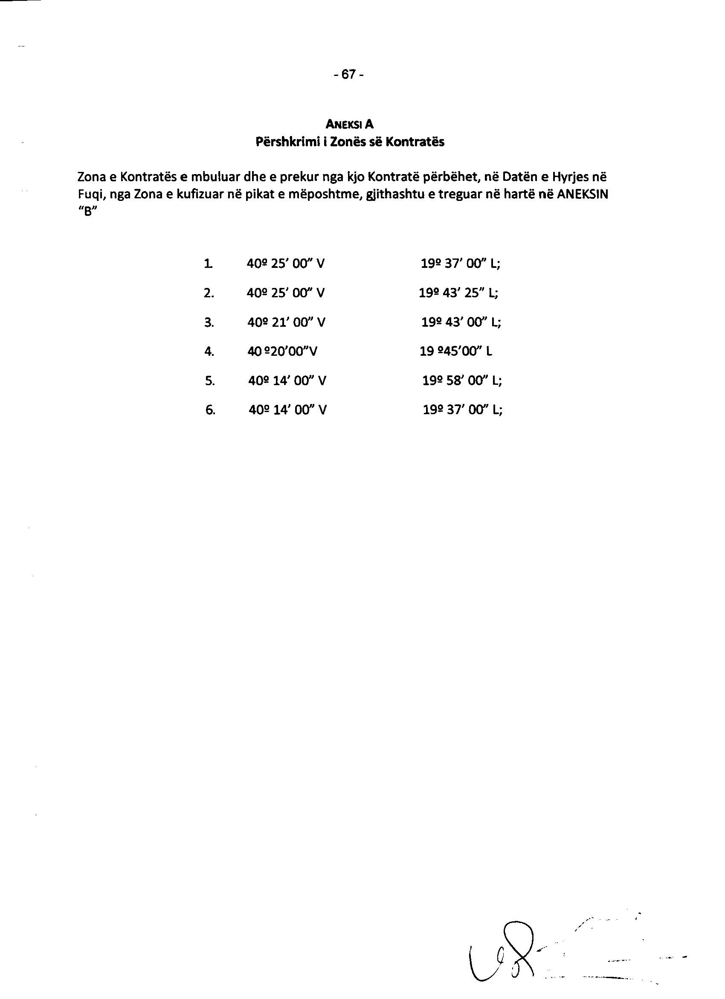 - 67 -
ANEKSI A
Përshkrimi i Zonës së Kontratës
Zona e Kontratës e mbuluar dhe e prekur nga kjo Kontratë përbëhet, në Datën e Hyrjes në
Fuqi, nga Zona e kufizuar në pikat e mëposhtme, gjithashtu e treguar në hartë në ANEKSIN
“B”
1. 40º 25’ 00” V 19º 37’ 00” L;
2. 40º 25’ 00” V 19º 43’ 25” L;
3. 40º 21’ 00” V 19º 43’ 00” L;
4. 40 º20’00”V 19 º45’00” L
5. 40º 14’ 00” V 19º 58’ 00” L;
6. 40º 14’ 00” V 19º 37’ 00” L;